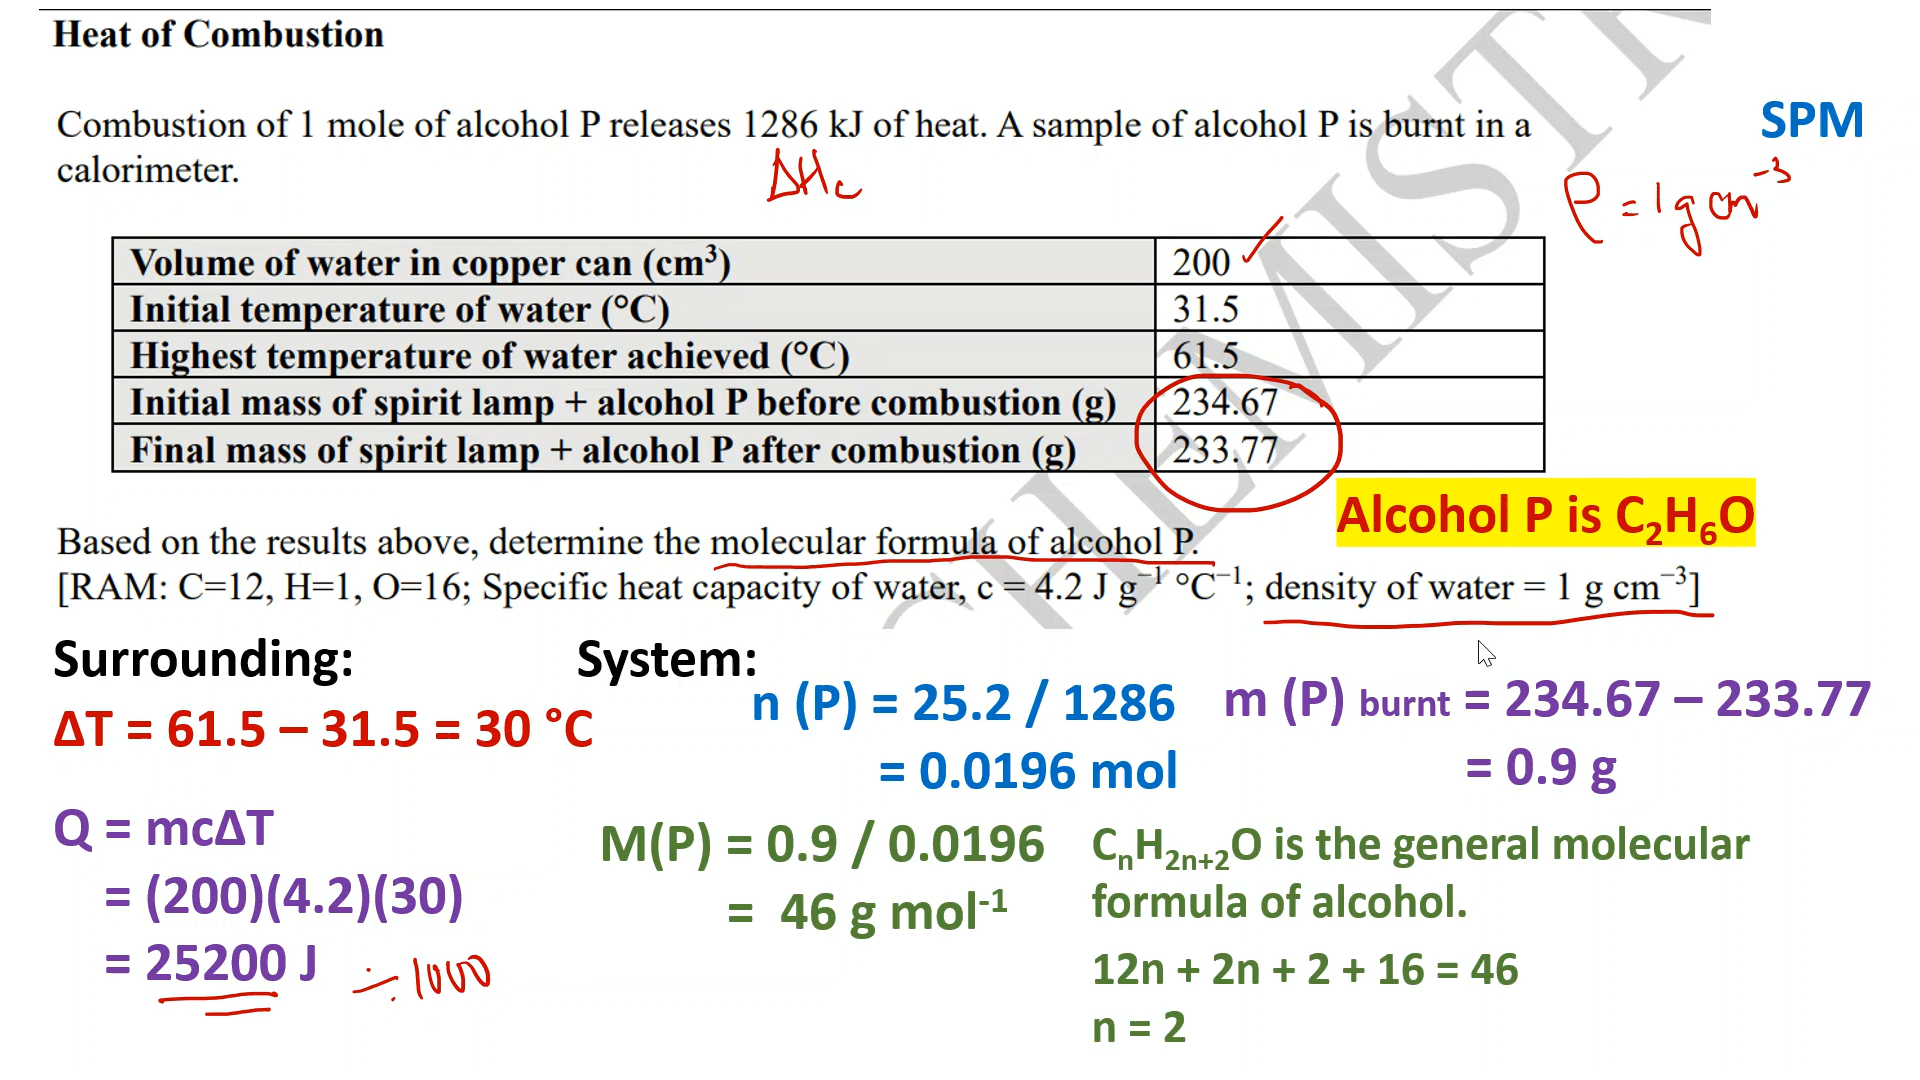 Heat of Combustion
Combustion of 1 mole of alcohol P releases 1286 kJ of heat. A sample of alcohol P is burnt in a
calorimeter.
SPM
ΔHc
ρ = 1 g cm⁻³
Volume of water in copper can (cm³) 200 ✓
Initial temperature of water (°C) 31.5
Highest temperature of water achieved (°C) 61.5
Initial mass of spirit lamp + alcohol P before combustion (g) 234.67
Final mass of spirit lamp + alcohol P after combustion (g) 233.77
Alcohol P is C₂H₆O
Based on the results above, determine the molecular formula of alcohol P.
[RAM: C=12, H=1, O=16; Specific heat capacity of water, c = 4.2 J g⁻¹ °C⁻¹; density of water = 1 g cm⁻³]
Surrounding:
ΔT = 61.5 – 31.5 = 30 °C
Q = mcΔT
= (200)(4.2)(30)
= 25200 J ÷ 1000
System:
n (P) = 25.2 / 1286
= 0.0196 mol
m (P) burnt = 234.67 – 233.77
= 0.9 g
M(P) = 0.9 / 0.0196
= 46 g mol⁻¹
CₙH₂ₙ₊₂O is the general molecular
formula of alcohol.
12n + 2n + 2 + 16 = 46
n = 2
CHEMISTR